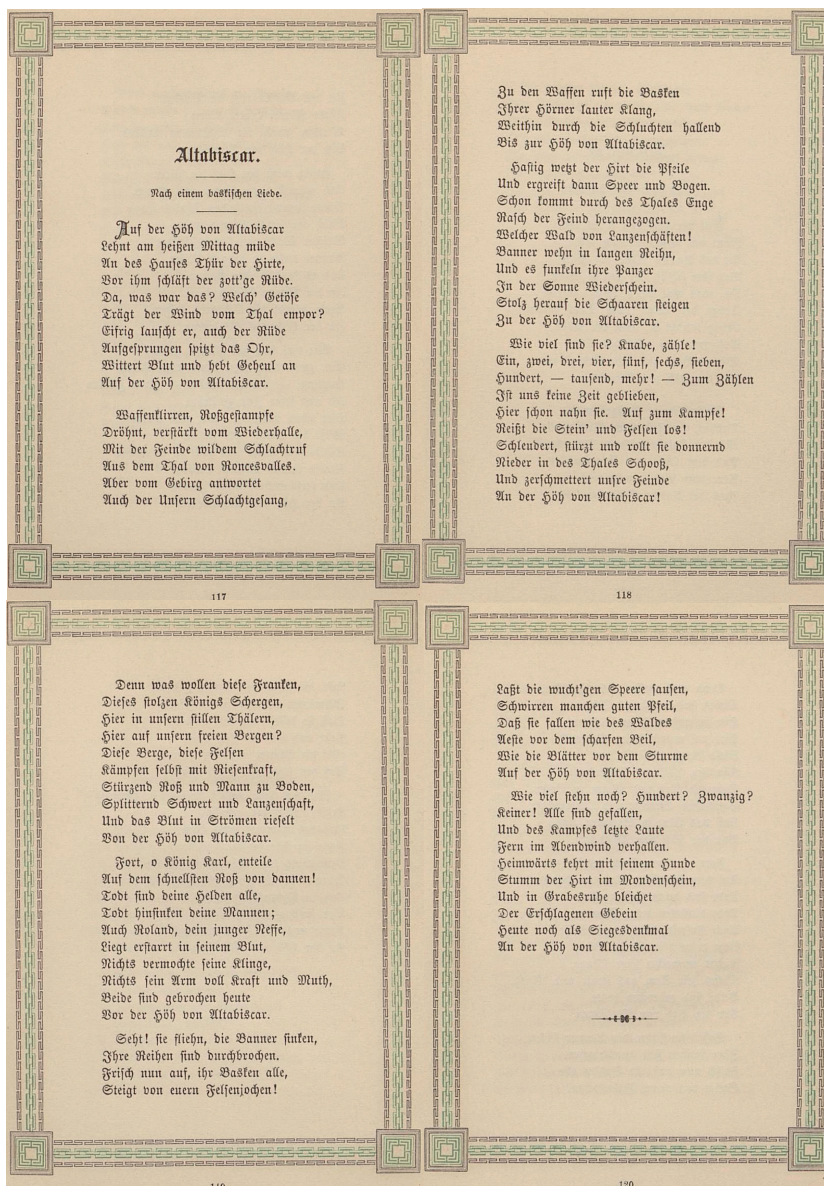 Altabiscar.
Nach einem baskischen Liede.
Auf der Höh von Altabiscar
Lehnt am heißen Mittag müde
An des Hauses Thür der Hirte,
Vor ihm schläft der zott'ge Rüde.
Da, was war das? Welch' Getöse
Trägt der Wind vom Thal empor?
Eifrig lauscht er, auch der Rüde
Aufgesprungen spitzt das Ohr,
Wittert Blut und hebt Geheul an
Auf der Höh von Altabiscar.
Waffenklirren, Roßgestampfe
Dröhnt, verstärkt vom Wiederhalle,
Mit der Feinde wildem Schlachtruf
Aus dem Thal von Roncesvalles.
Aber vom Gebirg antwortet
Auch der Unsern Schlachtgesang,
117
Zu den Waffen ruft die Basken
Ihrer Hörner lauter Klang,
Weithin durch die Schluchten hallend
Bis zur Höh von Altabiscar.
Hastig wetzt der Hirt die Pfeile
Und ergreift dann Speer und Bogen.
Schon kommt durch des Thales Enge
Rasch der Feind herangezogen.
Welcher Wald von Lanzenschäften!
Banner wehn in langen Reihn,
Und es funkeln ihre Panzer
In der Sonne Wiederschein.
Stolz herauf die Schaaren steigen
Zu der Höh von Altabiscar.
Wie viel sind sie? Knabe, zähle!
Ein, zwei, drei, vier, fünf, sechs, sieben,
Hundert, — tausend, mehr! — Zum Zählen
Ist uns keine Zeit geblieben,
Hier schon nahn sie. Auf zum Kampfe!
Reißt die Stein' und Felsen los!
Schleudert, stürzt und rollt sie donnernd
Nieder in des Thales Schooß,
Und zerschmettert unsre Feinde
An der Höh von Altabiscar!
118
Denn was wollen diese Franken,
Dieses stolzen Königs Schergen,
Hier in unsern stillen Thälern,
Hier auf unsern freien Bergen?
Diese Berge, diese Felsen
Kämpfen selbst mit Riesenkraft,
Stürzend Roß und Mann zu Boden,
Splitternd Schwert und Lanzenschaft,
Und das Blut in Strömen rieselt
Von der Höh von Altabiscar.
Fort, o König Karl, enteile
Auf dem schnellsten Roß von dannen!
Todt sind deine Helden alle,
Todt hinsinken deine Mannen;
Auch Roland, dein junger Neffe,
Liegt erstarrt in seinem Blut,
Nichts vermochte seine Klinge,
Nichts sein Arm voll Kraft und Muth,
Beide sind gebrochen heute
Vor der Höh von Altabiscar.
Seht! sie fliehn, die Banner sinken,
Ihre Reihen sind durchbrochen.
Frisch nun auf, ihr Basken alle,
Steigt von euern Felsenjochen!
Laßt die wucht'gen Speere sausen,
Schwirren manchen guten Pfeil,
Daß sie fallen wie des Waldes
Aeste vor dem scharfen Beil,
Wie die Blätter vor dem Sturme
Auf der Höh von Altabiscar.
Wie viel stehn noch? Hundert? Zwanzig?
Keiner! Alle sind gefallen,
Und des Kampfes letzte Laute
Fern im Abendwind verhallen.
Heimwärts kehrt mit seinem Hunde
Stumm der Hirt im Mondenschein,
Und in Grabesruhe bleichet
Der Erschlagenen Gebein
Heute noch als Siegesdenkmal
An der Höh von Altabiscar.